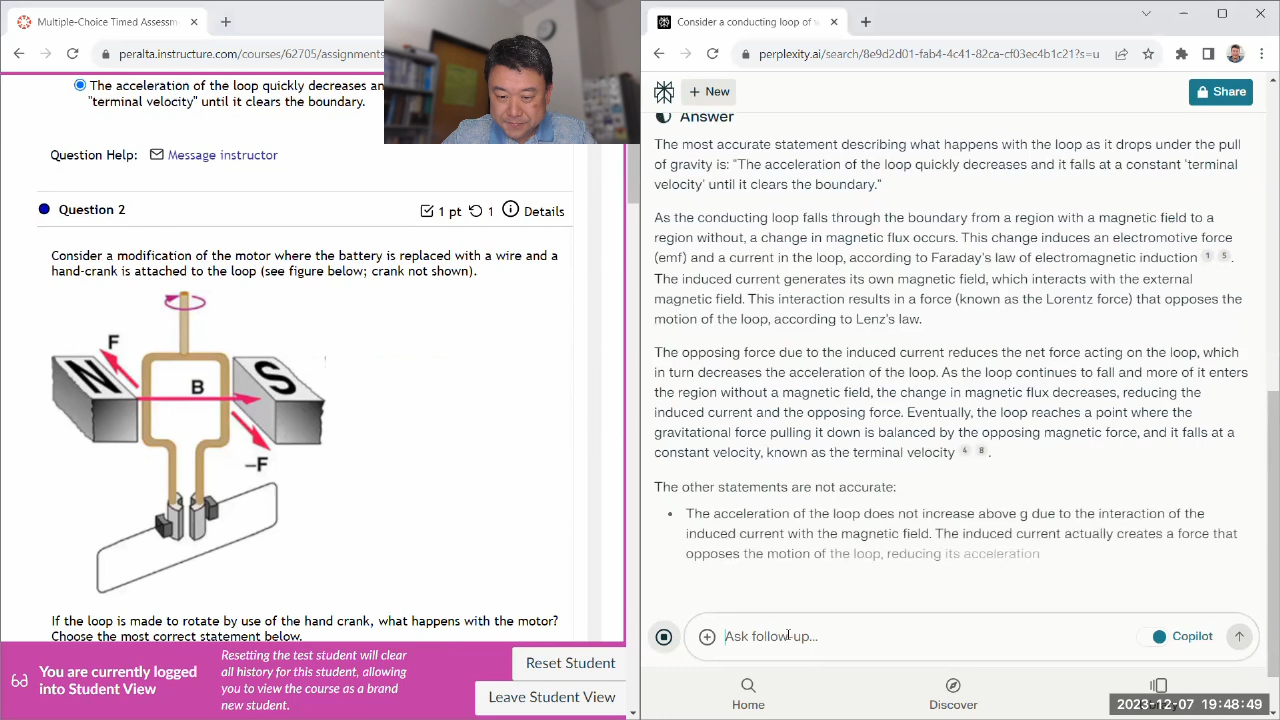 Multiple-Choice Timed Assessm
peralta.instructure.com/courses/62705/assignments
The acceleration of the loop quickly decreases an
"terminal velocity" until it clears the boundary.
Question Help: Message instructor
Question 2
1 pt 1 Details
Consider a modification of the motor where the battery is replaced with a wire and a
hand-crank is attached to the loop (see figure below; crank not shown).
F
N
B
S
–F
If the loop is made to rotate by use of the hand crank, what happens with the motor?
Choose the most correct statement below.
You are currently logged
into Student View
Resetting the test student will clear
all history for this student, allowing
you to view the course as a brand
new student.
Reset Student
Leave Student View
Consider a conducting loop of
perplexity.ai/search/8e9d2d01-fab4-4c41-82ca-cf03ec4b1c21?s=u
New
Share
Answer
The most accurate statement describing what happens with the loop as it drops under the pull
of gravity is: "The acceleration of the loop quickly decreases and it falls at a constant 'terminal
velocity' until it clears the boundary."
As the conducting loop falls through the boundary from a region with a magnetic field to a
region without, a change in magnetic flux occurs. This change induces an electromotive force
(emf) and a current in the loop, according to Faraday's law of electromagnetic induction 1 5 .
The induced current generates its own magnetic field, which interacts with the external
magnetic field. This interaction results in a force (known as the Lorentz force) that opposes the
motion of the loop, according to Lenz's law.
The opposing force due to the induced current reduces the net force acting on the loop, which
in turn decreases the acceleration of the loop. As the loop continues to fall and more of it enters
the region without a magnetic field, the change in magnetic flux decreases, reducing the
induced current and the opposing force. Eventually, the loop reaches a point where the
gravitational force pulling it down is balanced by the opposing magnetic force, and it falls at a
constant velocity, known as the terminal velocity 4 8 .
The other statements are not accurate:
• The acceleration of the loop does not increase above g due to the interaction of the
induced current with the magnetic field. The induced current actually creates a force that
opposes the motion of the loop, reducing its acceleration
Ask follow-up...
Copilot
Home
Discover
2023-12-07 19:48:49